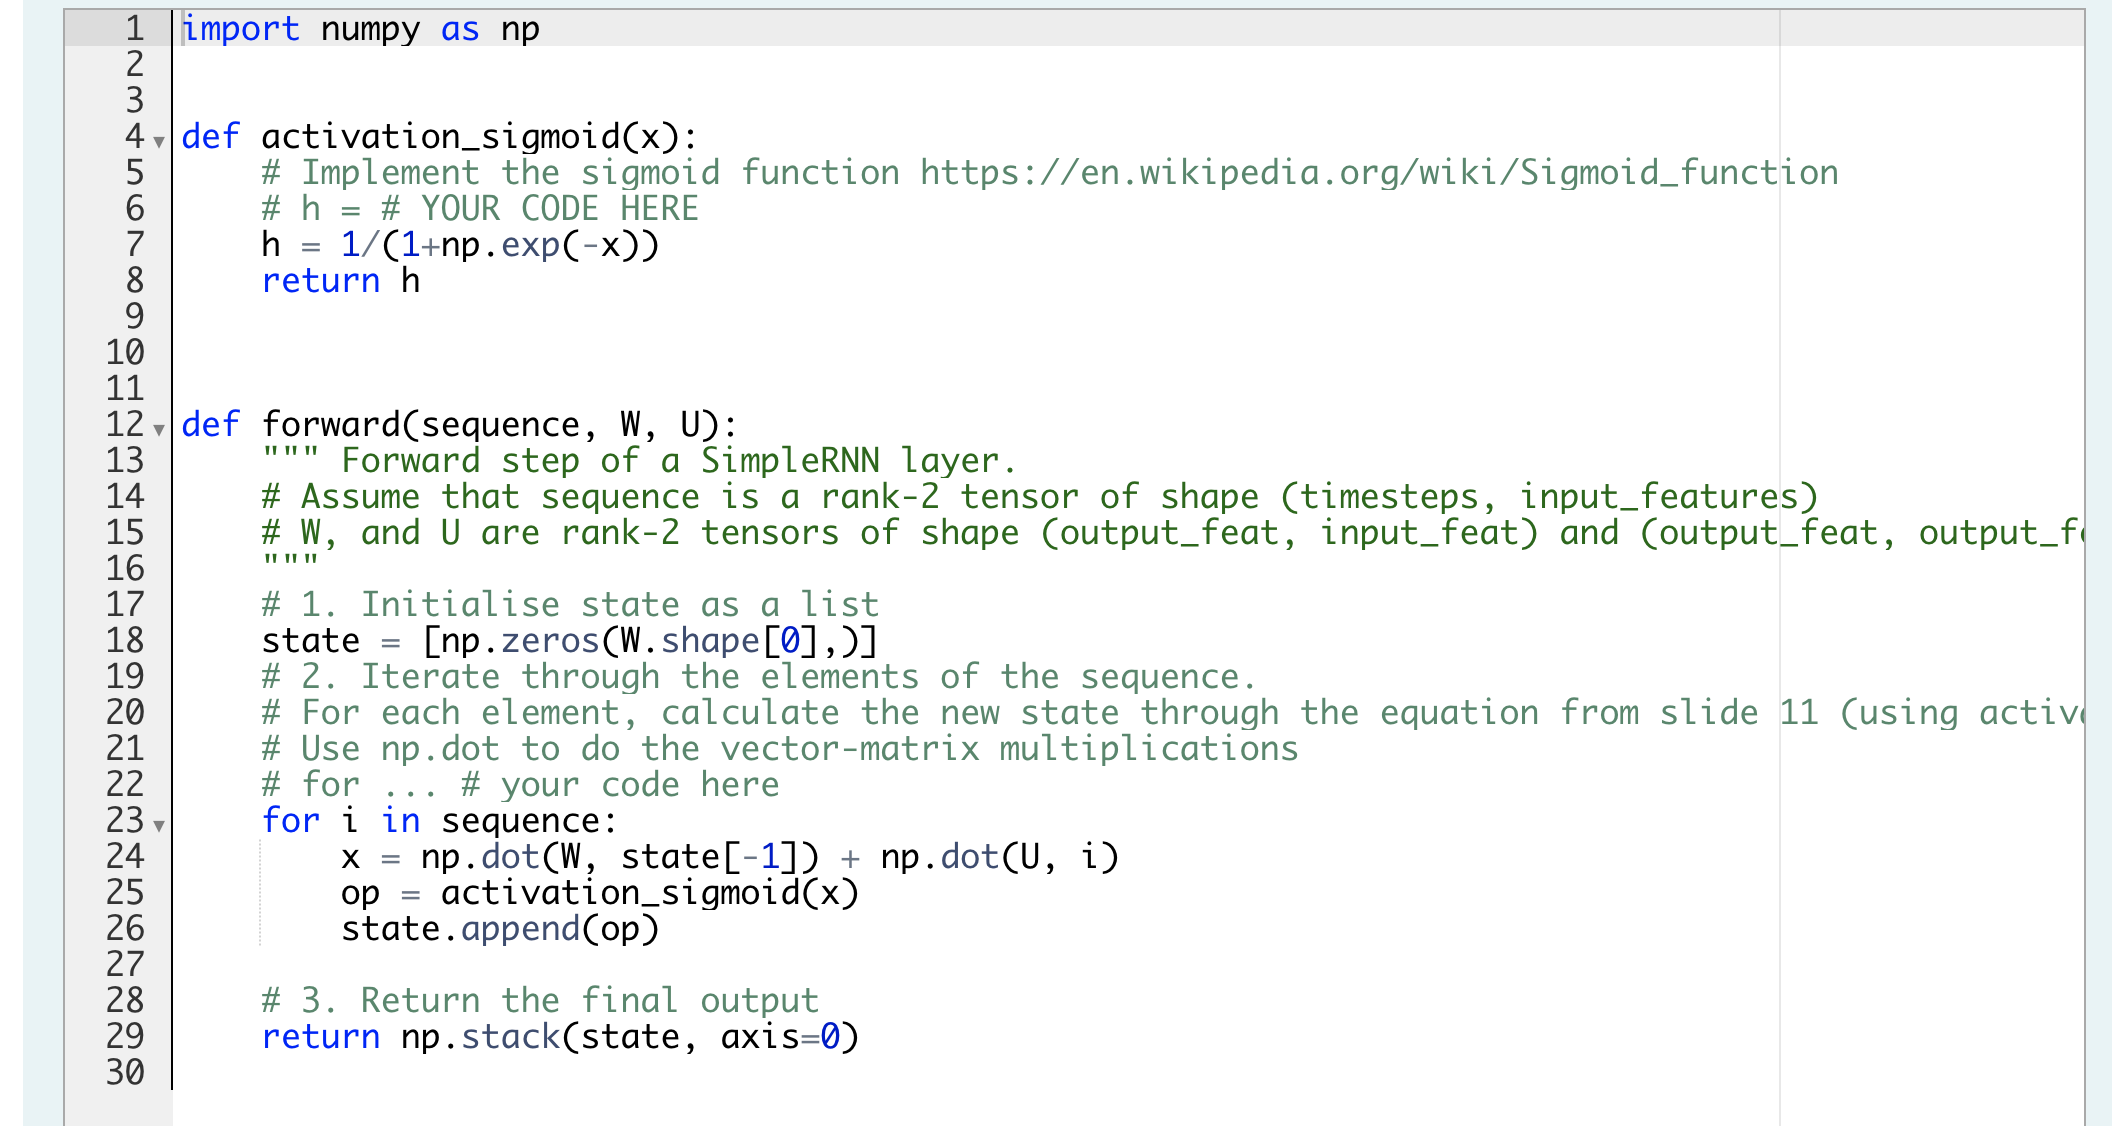 1 import numpy as np
2
3
4 def activation_sigmoid(x):
5     # Implement the sigmoid function https://en.wikipedia.org/wiki/Sigmoid_function
6     # h = # YOUR CODE HERE
7     h = 1/(1+np.exp(-x))
8     return h
9
10
11
12 def forward(sequence, W, U):
13     """ Forward step of a SimpleRNN layer.
14     # Assume that sequence is a rank-2 tensor of shape (timesteps, input_features)
15     # W, and U are rank-2 tensors of shape (output_feat, input_feat) and (output_feat,
16     """
17     # 1. Initialise state as a list
18     state = [np.zeros(W.shape[0],)]
19     # 2. Iterate through the elements of the sequence.
20     # For each element, calculate the new state through the equation from slide 11 (using
21     # Use np.dot to do the vector-matrix multiplications
22     # for ... # your code here
23     for i in sequence:
24         x = np.dot(W, state[-1]) + np.dot(U, i)
25         op = activation_sigmoid(x)
26         state.append(op)
27
28     # 3. Return the final output
29     return np.stack(state, axis=0)
30